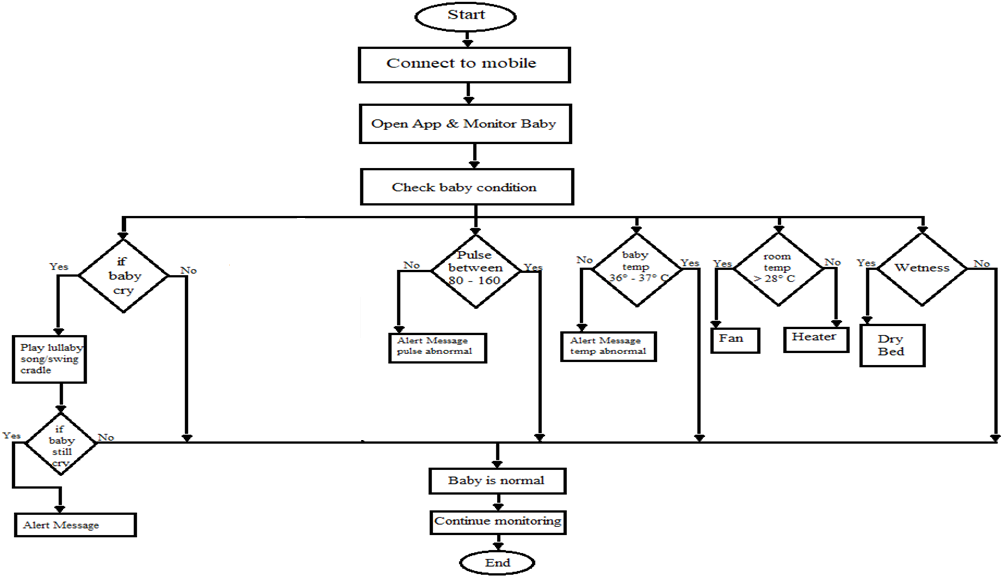 Start
Connect to mobile
Open App & Monitor Baby
Check baby condition
if
baby
cry
Yes
No
Pulse
between
80 - 160
No
Yes
baby
temp
36° - 37° C
No
Yes
room
temp
> 28° C
Yes
No
Wetness
Yes
No
Play lullaby
song/swing
cradle
Alert Message
pulse abnormal
Alert Message
temp abnormal
Fan
Heater
Dry
Bed
if
baby
still
cry
Yes
No
Alert Message
Baby is normal
Continue monitoring
End